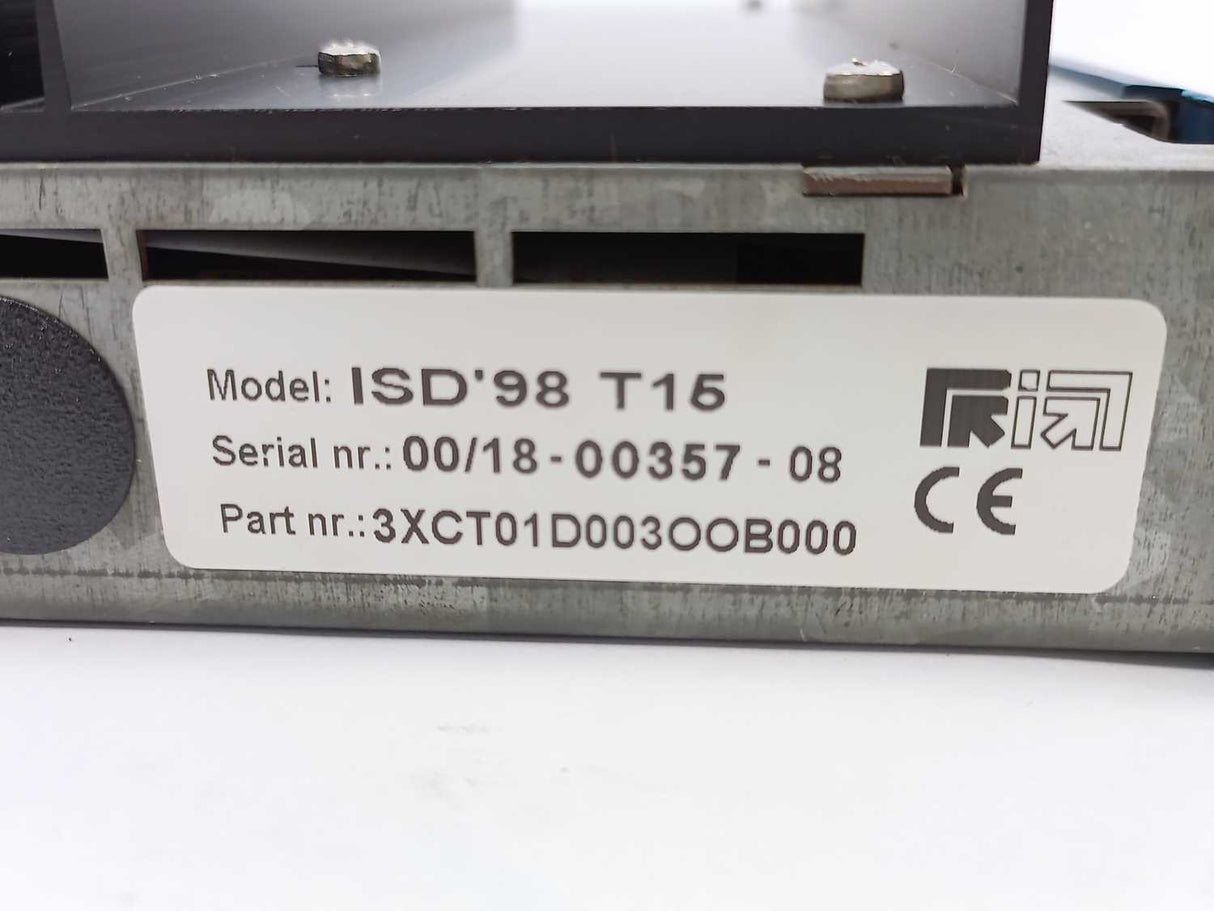 Model: ISD'98 T15
Serial nr.: 00/18-00357-08
Part nr.: 3XCT01D003OOB000
CE